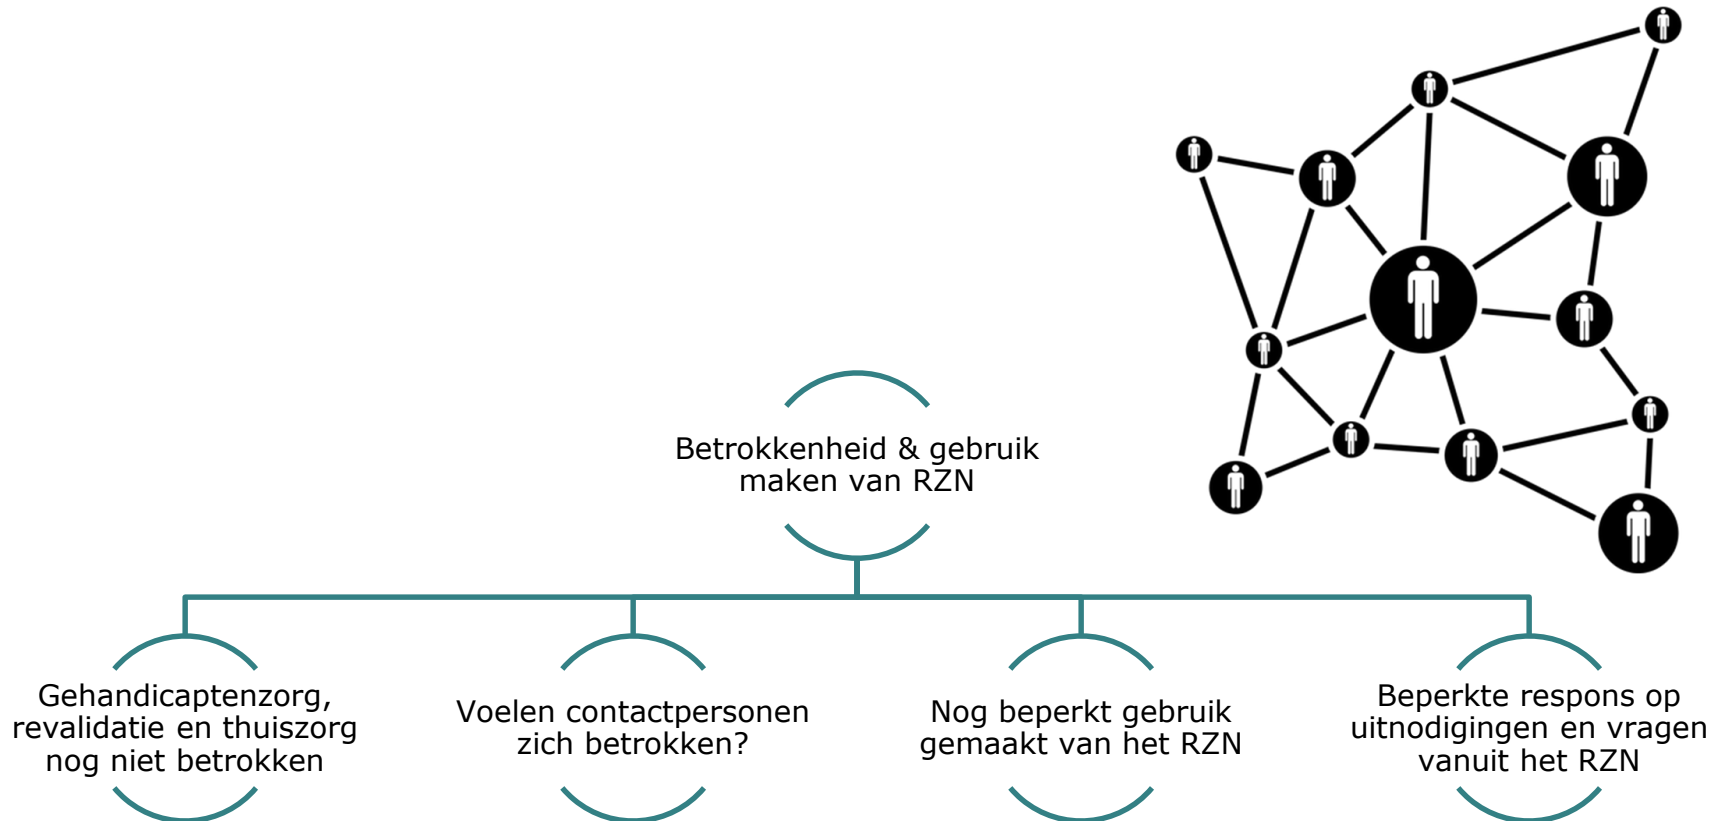 Betrokkenheid & gebruik
maken van RZN
Gehandicaptenzorg,
revalidatie en thuiszorg
nog niet betrokken
Voelen contactpersonen
zich betrokken?
Nog beperkt gebruik
gemaakt van het RZN
Beperkte respons op
uitnodigingen en vragen
vanuit het RZN